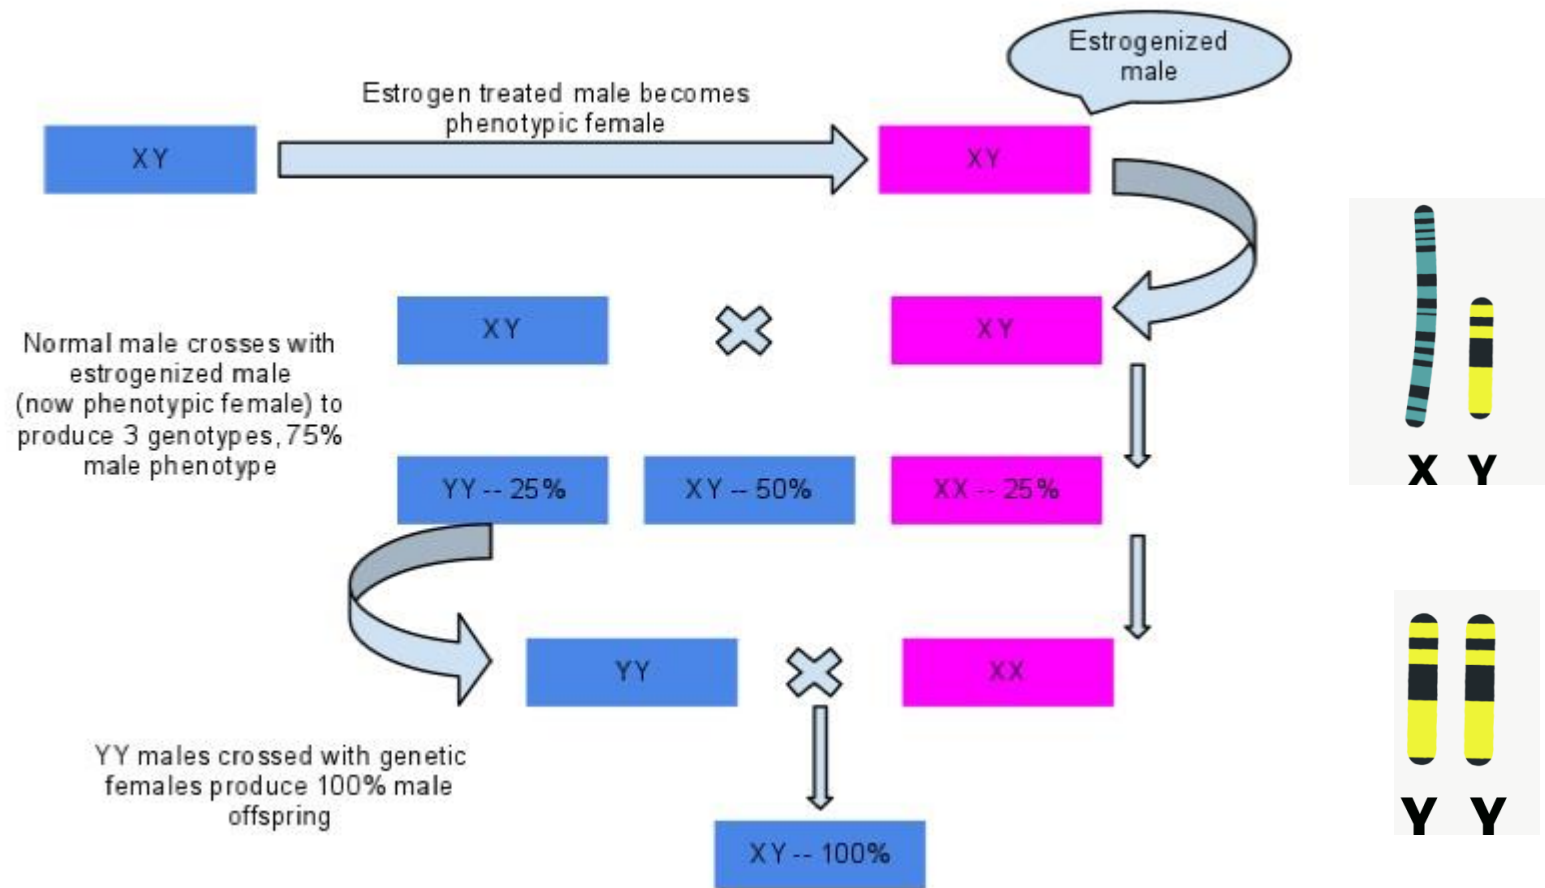 Estrogenized
male
Estrogen treated male becomes
phenotypic female
XY
XY
XY
XY
Normal male crosses with
estrogenized male
(now phenotypic female) to
produce 3 genotypes, 75%
male phenotype
YY -- 25%
XY -- 50%
XX -- 25%
X Y
YY
XX
YY males crossed with genetic
females produce 100% male
offspring
XY -- 100%
Y Y